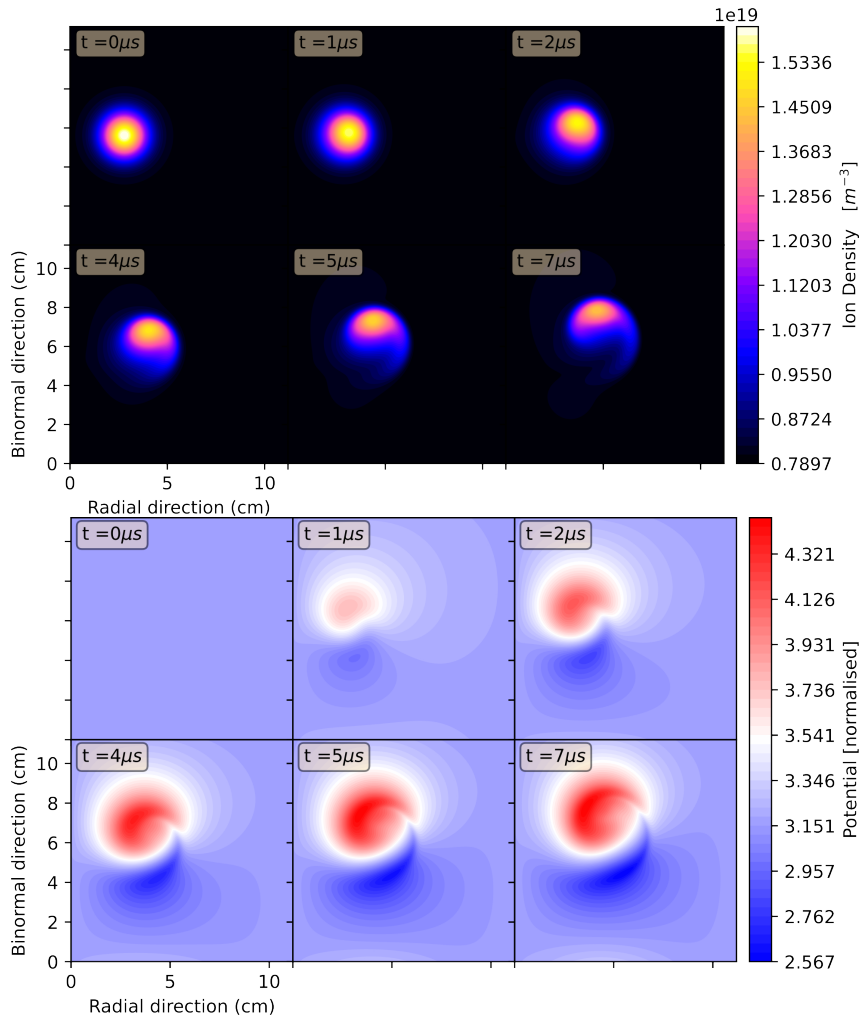 1e19
t =0μs
t =1μs
t =2μs
1.5336
1.4509
1.3683
1.2856
1.2030
1.1203
1.0377
0.9550
0.8724
0.7897
Ion Density [m⁻³]
t =4μs
t =5μs
t =7μs
10
8
6
4
2
0
Binormal direction (cm)
0 5 10
Radial direction (cm)
t =0μs
t =1μs
t =2μs
4.321
4.126
3.931
3.736
3.541
3.346
3.151
2.957
2.762
2.567
Potential [normalised]
t =4μs
t =5μs
t =7μs
10
8
6
4
2
0
Binormal direction (cm)
0 5 10
Radial direction (cm)